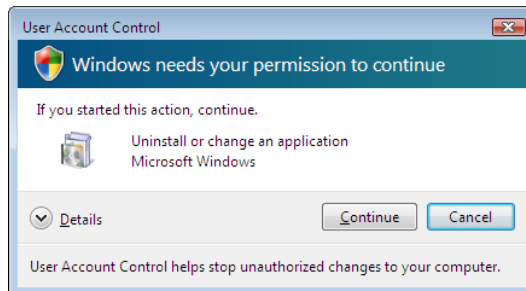 User Account Control
Windows needs your permission to continue
If you started this action, continue.
Uninstall or change an application
Microsoft Windows
Details
Continue
Cancel
User Account Control helps stop unauthorized changes to your computer.